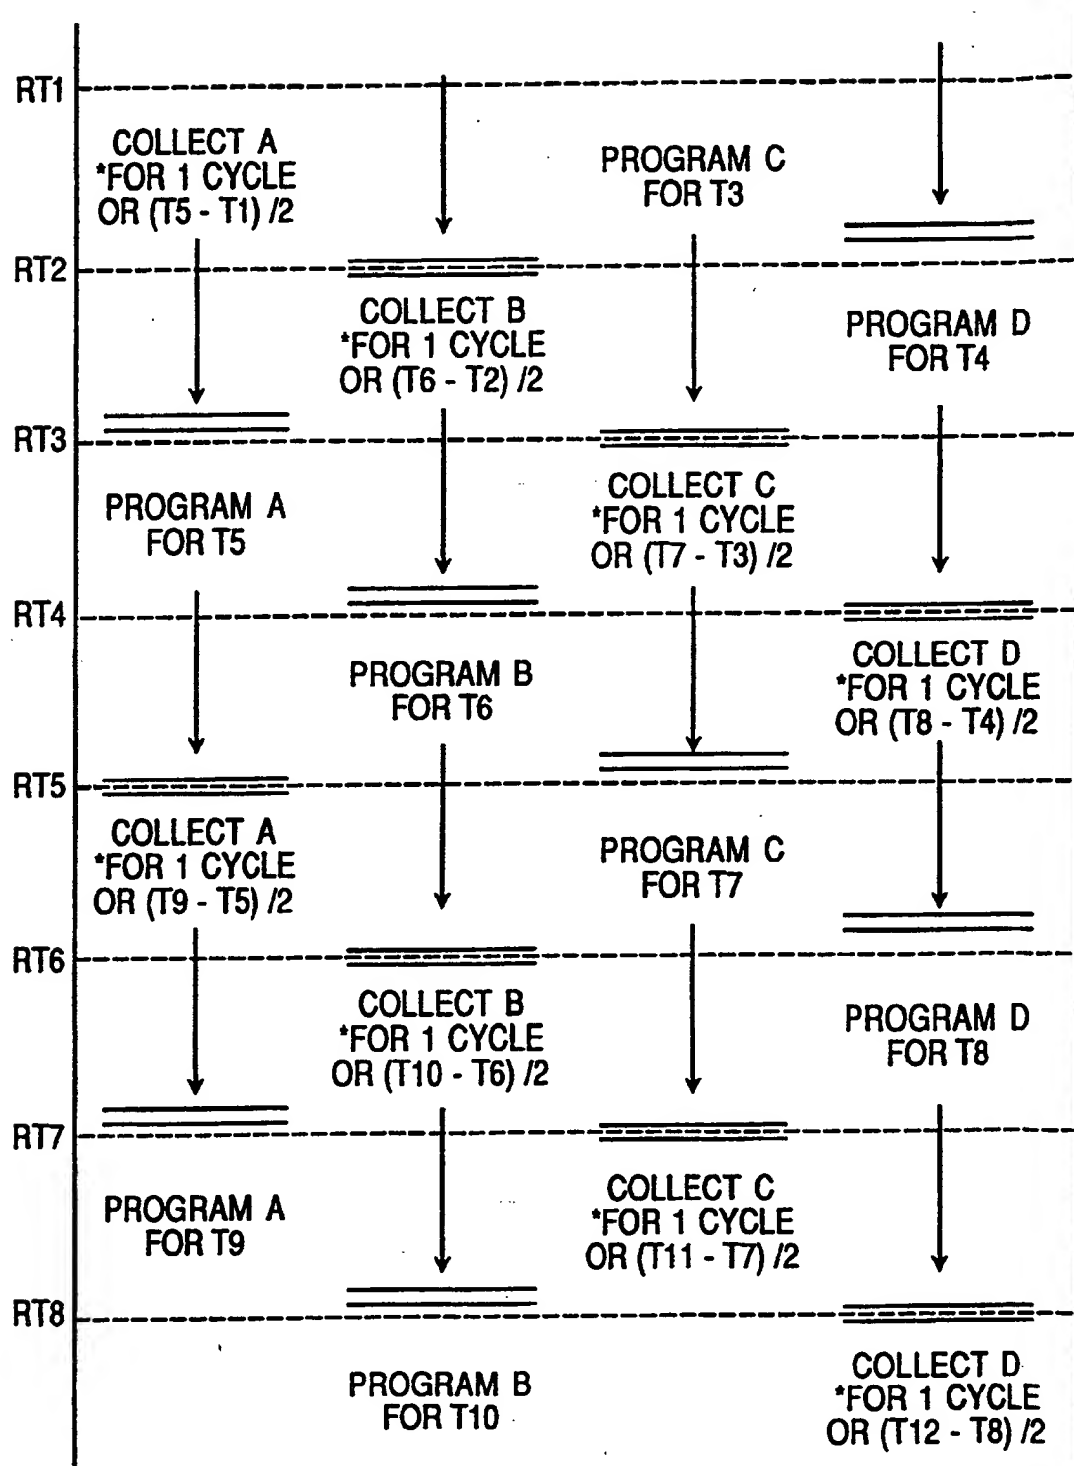 RT1
COLLECT A
*FOR 1 CYCLE
OR (T5 - T1) /2
PROGRAM C
FOR T3
RT2
COLLECT B
*FOR 1 CYCLE
OR (T6 - T2) /2
PROGRAM D
FOR T4
RT3
PROGRAM A
FOR T5
COLLECT C
*FOR 1 CYCLE
OR (T7 - T3) /2
RT4
PROGRAM B
FOR T6
COLLECT D
*FOR 1 CYCLE
OR (T8 - T4) /2
RT5
COLLECT A
*FOR 1 CYCLE
OR (T9 - T5) /2
PROGRAM C
FOR T7
RT6
COLLECT B
*FOR 1 CYCLE
OR (T10 - T6) /2
PROGRAM D
FOR T8
RT7
PROGRAM A
FOR T9
COLLECT C
*FOR 1 CYCLE
OR (T11 - T7) /2
RT8
PROGRAM B
FOR T10
COLLECT D
*FOR 1 CYCLE
OR (T12 - T8) /2